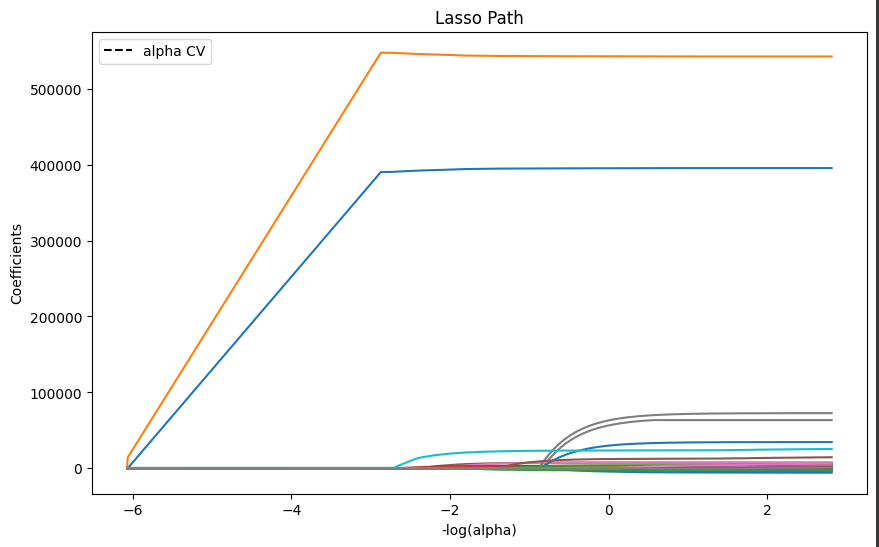 Lasso Path
alpha CV
500000
400000
300000
200000
100000
0
Coefficients
−6
−4
−2
0
2
-log(alpha)